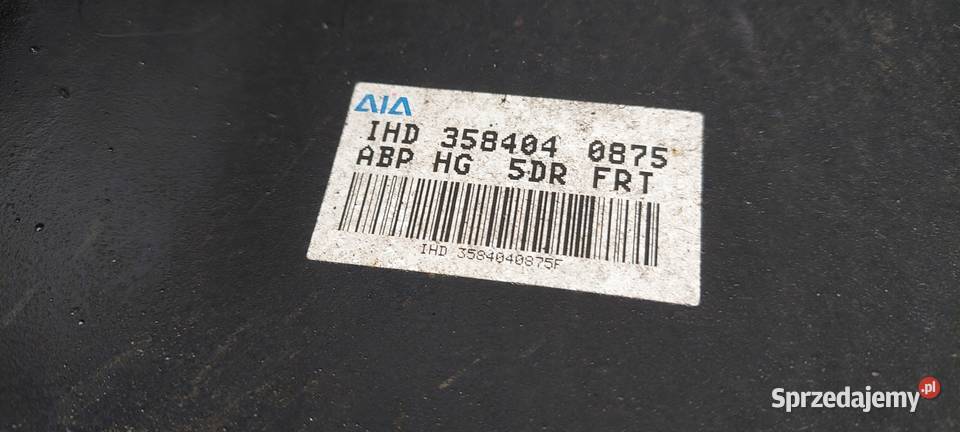 AIA
IHD 358404 0875
ABP HG 5DR FRT
IHD 3584040875F
Sprzedajemy.pl